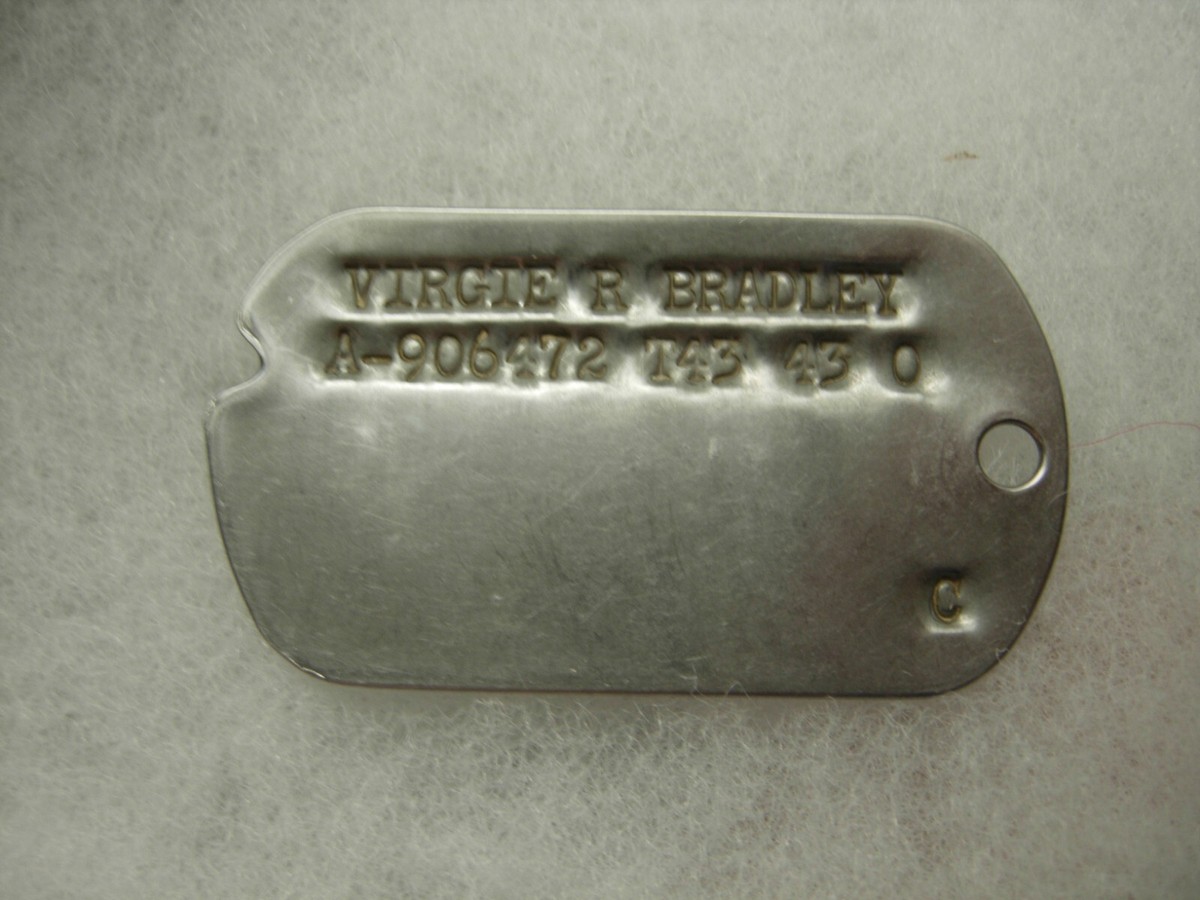 VIRGIE R BRADLEY
A-906472 T43 43 O
C